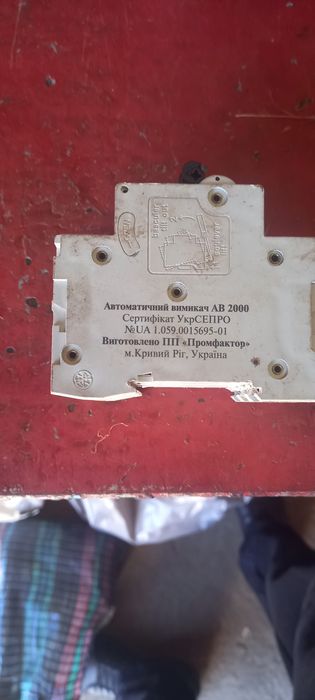 Автоматичний вимикач АВ 2000
Сертифікат УкрСЕПРО
№UA 1.059.0015695-01
Виготовлено ПП «Промфактор»
м.Кривий Ріг, Україна